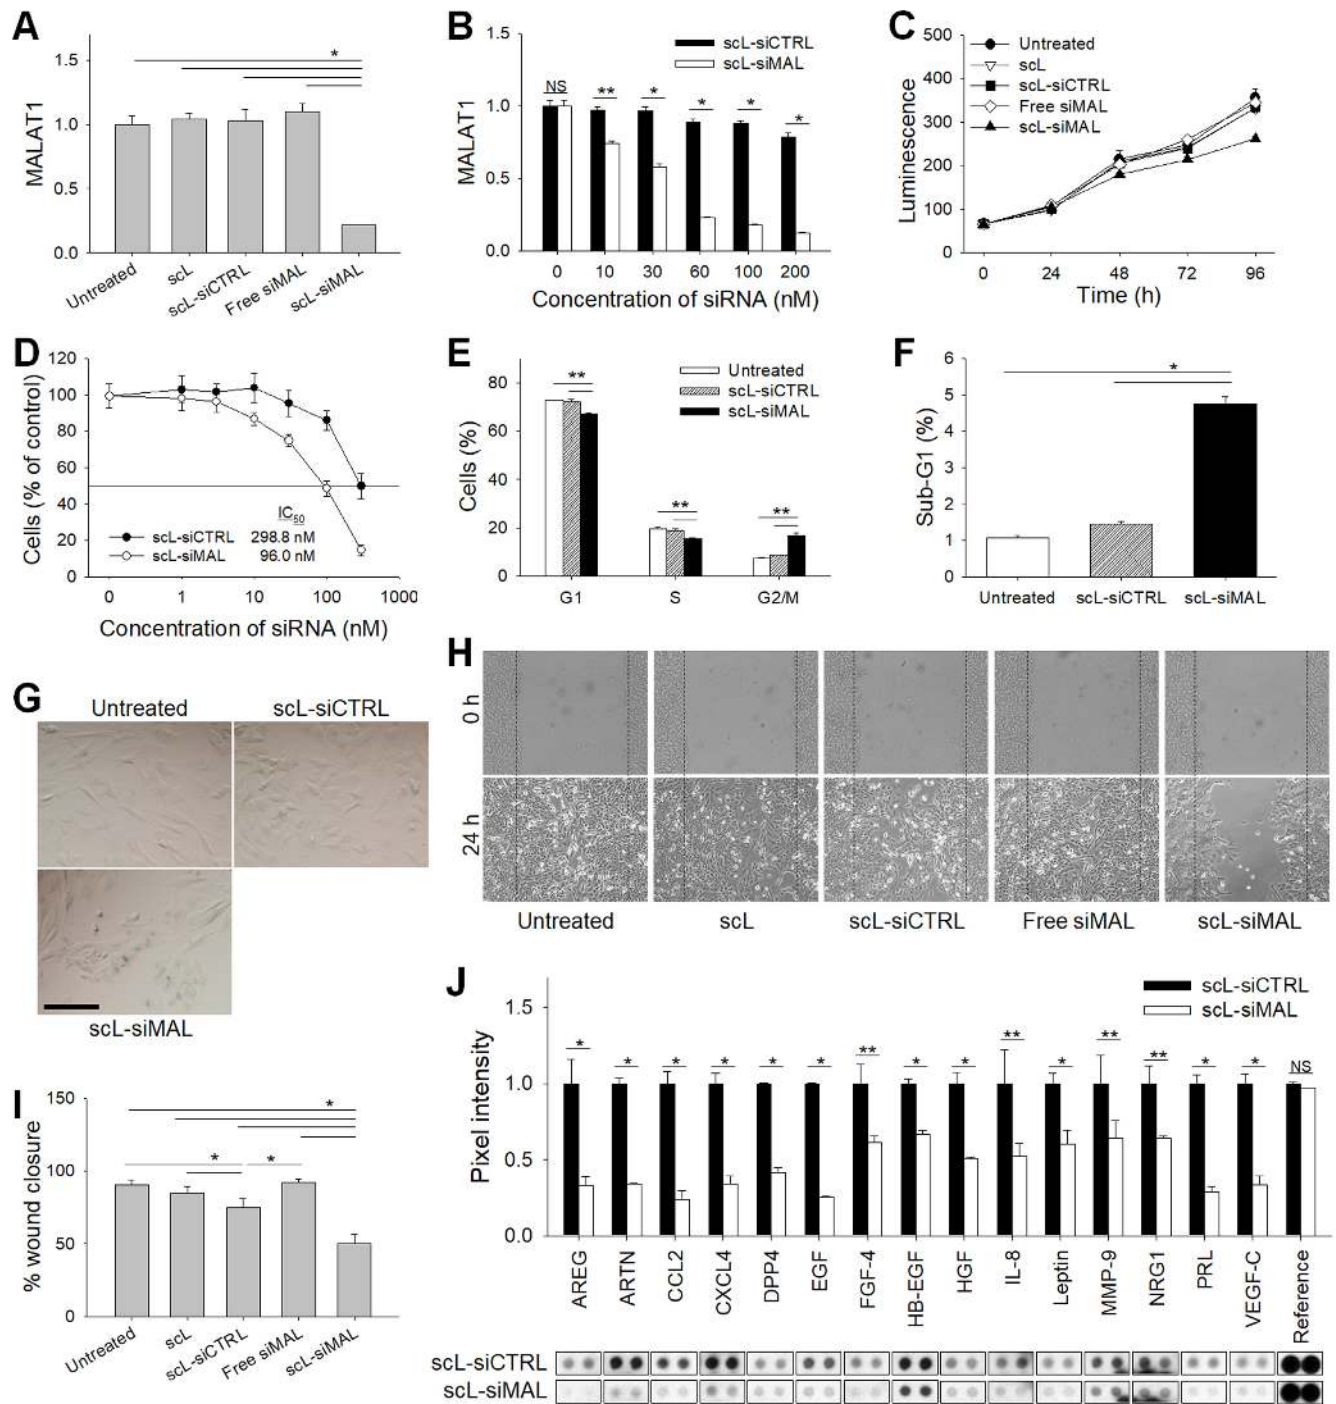 A
MALAT1
1.5
1.0
0.5
0.0
*
Untreated
scL
scL-siCTRL
Free siMAL
scL-siMAL
B
MALAT1
1.5
1.0
0.5
0.0
scL-siCTRL
scL-siMAL
NS ** * * * *
0 10 30 60 100 200
Concentration of siRNA (nM)
C
Luminescence
500
400
300
200
100
0
Untreated
scL
scL-siCTRL
Free siMAL
scL-siMAL
0 24 48 72 96
Time (h)
D
Cells (% of control)
120
100
80
60
40
20
0
IC50
scL-siCTRL 298.8 nM
scL-siMAL 96.0 nM
0 1 10 100 1000
Concentration of siRNA (nM)
E
Cells (%)
80
60
40
20
0
Untreated
scL-siCTRL
scL-siMAL
** ** **
G1 S G2/M
F
Sub-G1 (%)
6
5
4
3
2
1
0
*
Untreated scL-siCTRL scL-siMAL
G
Untreated scL-siCTRL
scL-siMAL
H
0 h
24 h
Untreated scL scL-siCTRL Free siMAL scL-siMAL
I
% wound closure
150
100
50
0
*
* *
Untreated
scL
scL-siCTRL
Free siMAL
scL-siMAL
J
Pixel intensity
1.5
1.0
0.5
0.0
scL-siCTRL
scL-siMAL
* * * * * * ** * * ** * ** ** * * NS
AREG
ARTN
CCL2
CXCL4
DPP4
EGF
FGF-4
HB-EGF
HGF
IL-8
Leptin
MMP-9
NRG1
PRL
VEGF-C
Reference
scL-siCTRL
scL-siMAL